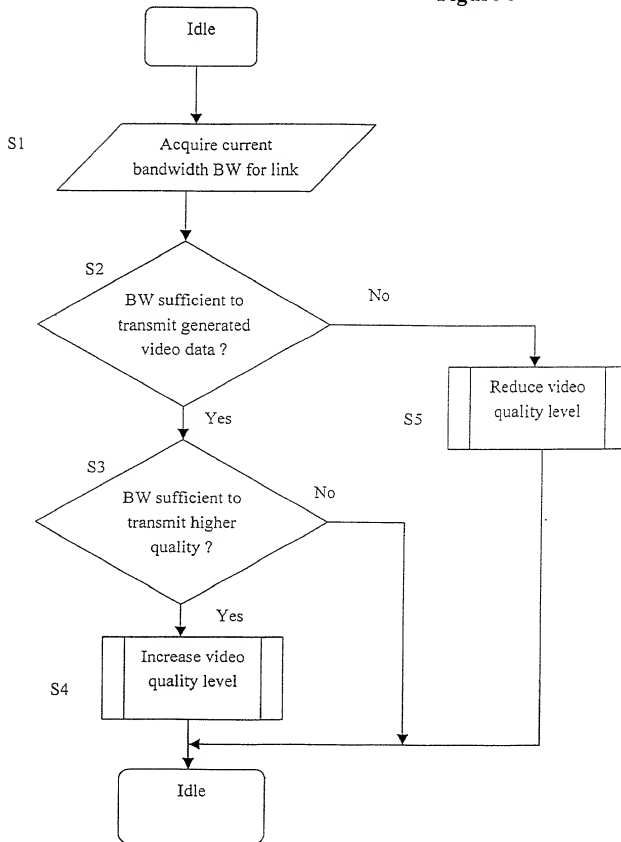 Idle
S1
Acquire current
bandwidth BW for link
S2
BW sufficient to
transmit generated
video data ?
No
Yes
Reduce video
quality level
S5
S3
BW sufficient to
transmit higher
quality ?
No
Yes
Increase video
quality level
S4
Idle